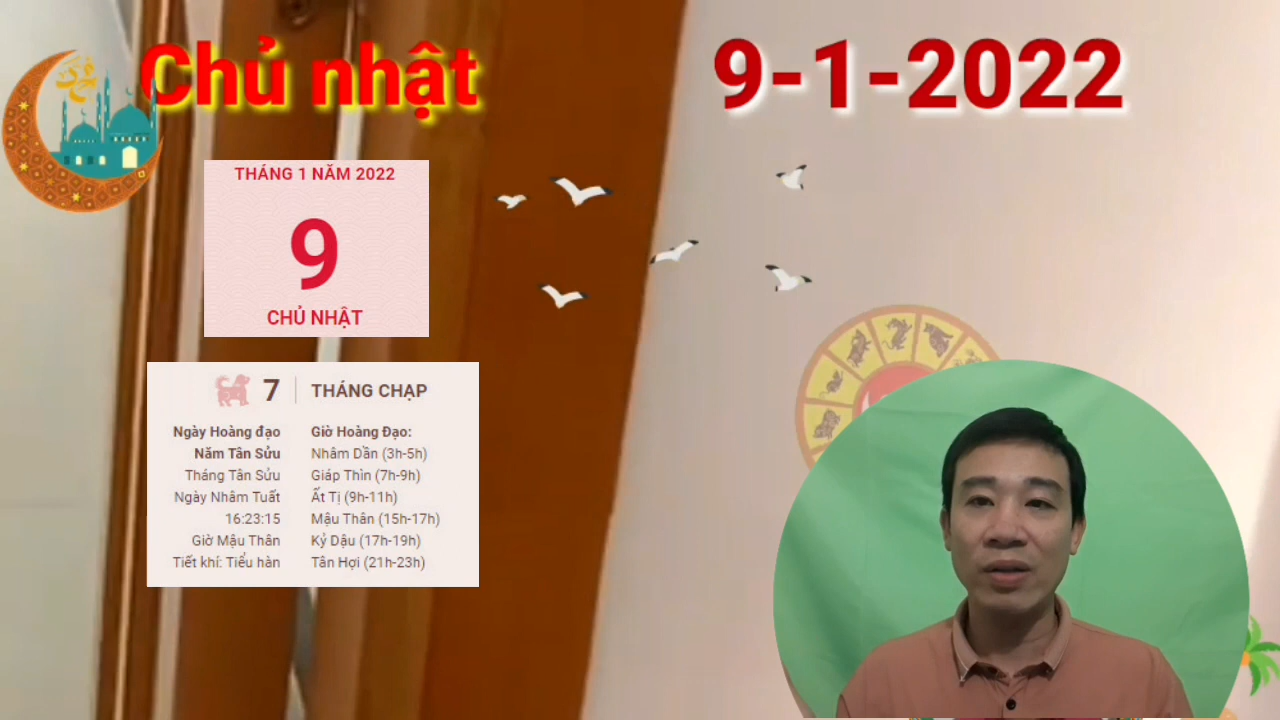 Chủ nhật
9-1-2022
THÁNG 1 NĂM 2022
9
CHỦ NHẬT
7 THÁNG CHẠP
Ngày Hoàng đạo
Năm Tân Sửu
Tháng Tân Sửu
Ngày Nhâm Tuất
16:23:15
Giờ Mậu Thân
Tiết khí: Tiểu hàn
Giờ Hoàng Đạo:
Nhâm Dần (3h-5h)
Giáp Thìn (7h-9h)
Ất Tị (9h-11h)
Mậu Thân (15h-17h)
Kỷ Dậu (17h-19h)
Tân Hợi (21h-23h)